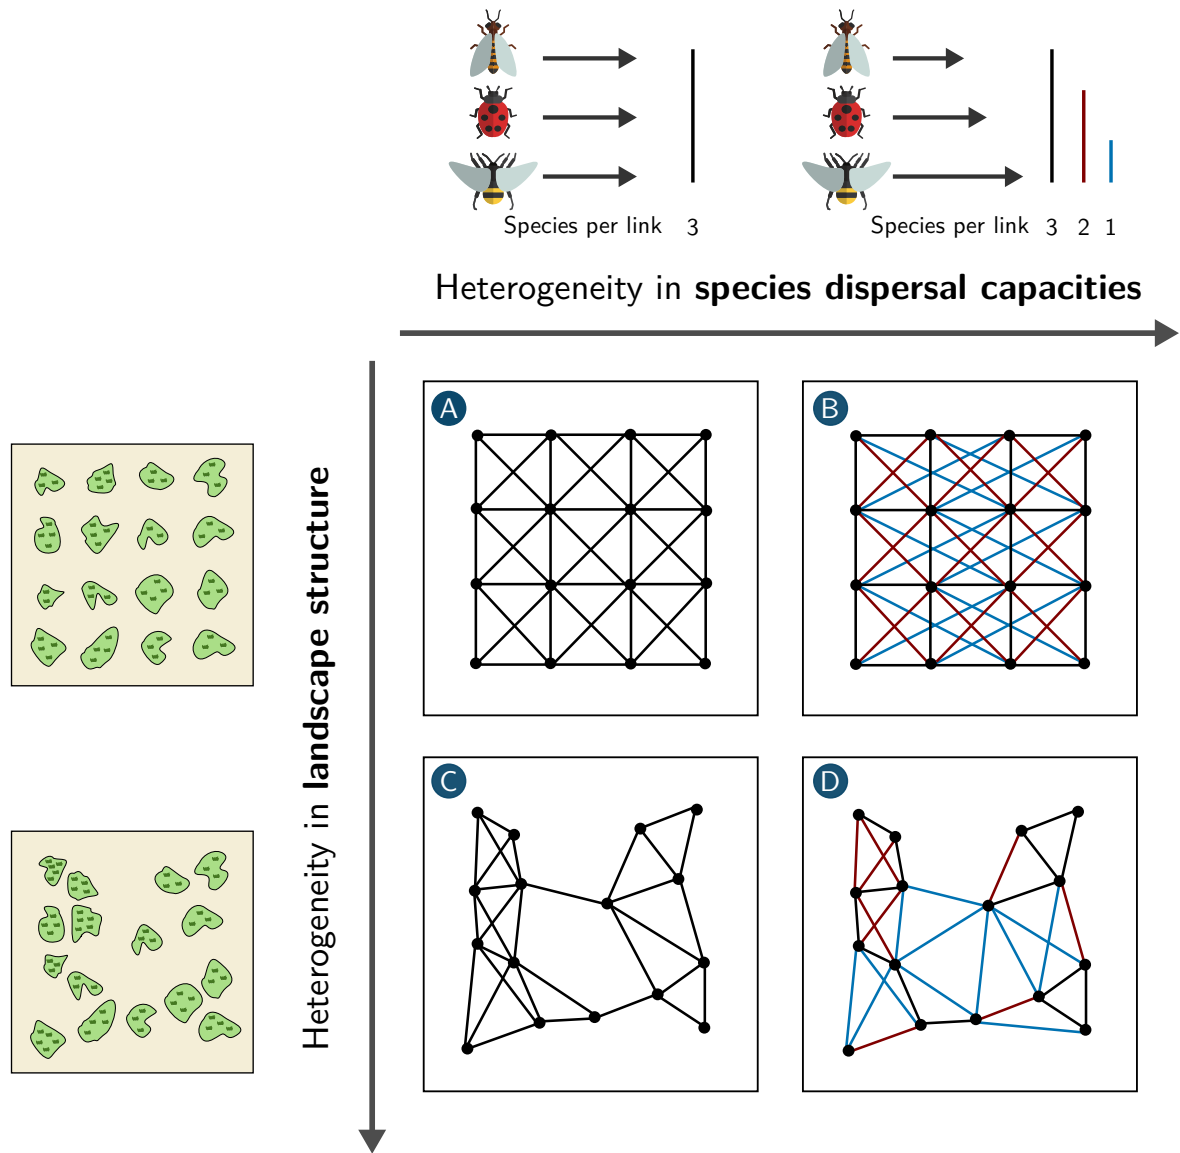 Species per link 3
Species per link 3 2 1
Heterogeneity in species dispersal capacities
Heterogeneity in landscape structure
A
B
C
D